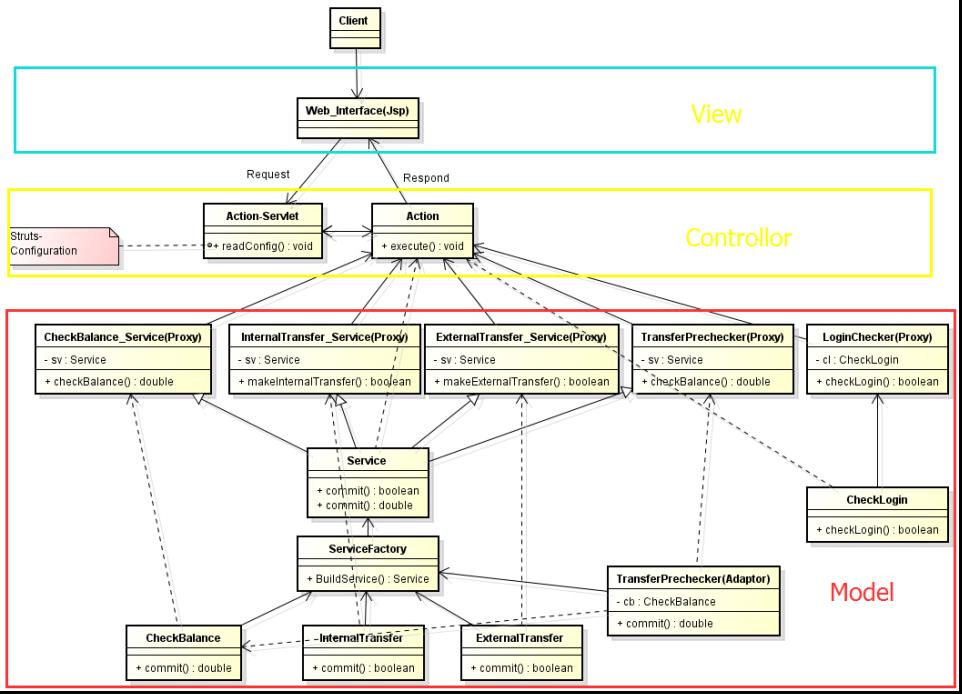 Client
Web_Interface(Jsp)
View
Request
Respond
Action-Servlet
+ readConfig() : void
Action
+ execute() : void
Controllor
Struts-
Configuration
CheckBalance_Service(Proxy)
- sv : Service
+ checkBalance() : double
InternalTransfer_Service(Proxy)
- sv : Service
+ makeInternalTransfer() : boolean
ExternalTransfer_Service(Proxy)
- sv : Service
+ makeExternalTransfer() : boolean
TransferPrechecker(Proxy)
- sv : Service
+ checkBalance() : double
LoginChecker(Proxy)
- cl : CheckLogin
+ checkLogin() : boolean
Service
+ commit() : boolean
+ commit() : double
CheckLogin
+ checkLogin() : boolean
ServiceFactory
+ BuildService() : Service
TransferPrechecker(Adaptor)
- cb : CheckBalance
+ commit() : double
Model
CheckBalance
+ commit() : double
InternalTransfer
+ commit() : boolean
ExternalTransfer
+ commit() : boolean